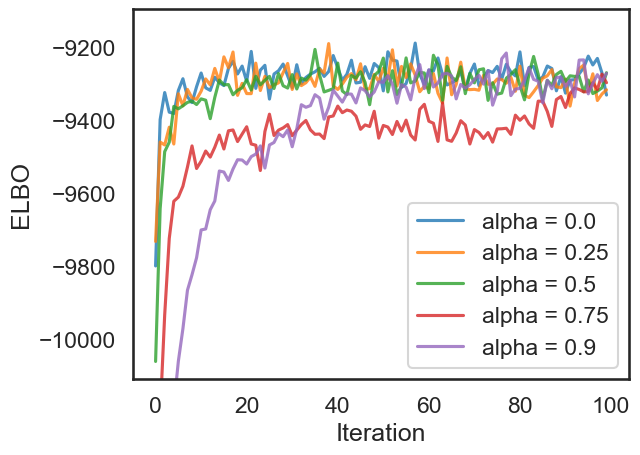 −9200
−9400
−9600
−9800
−10000
ELBO
alpha = 0.0
alpha = 0.25
alpha = 0.5
alpha = 0.75
alpha = 0.9
0 20 40 60 80 100
Iteration